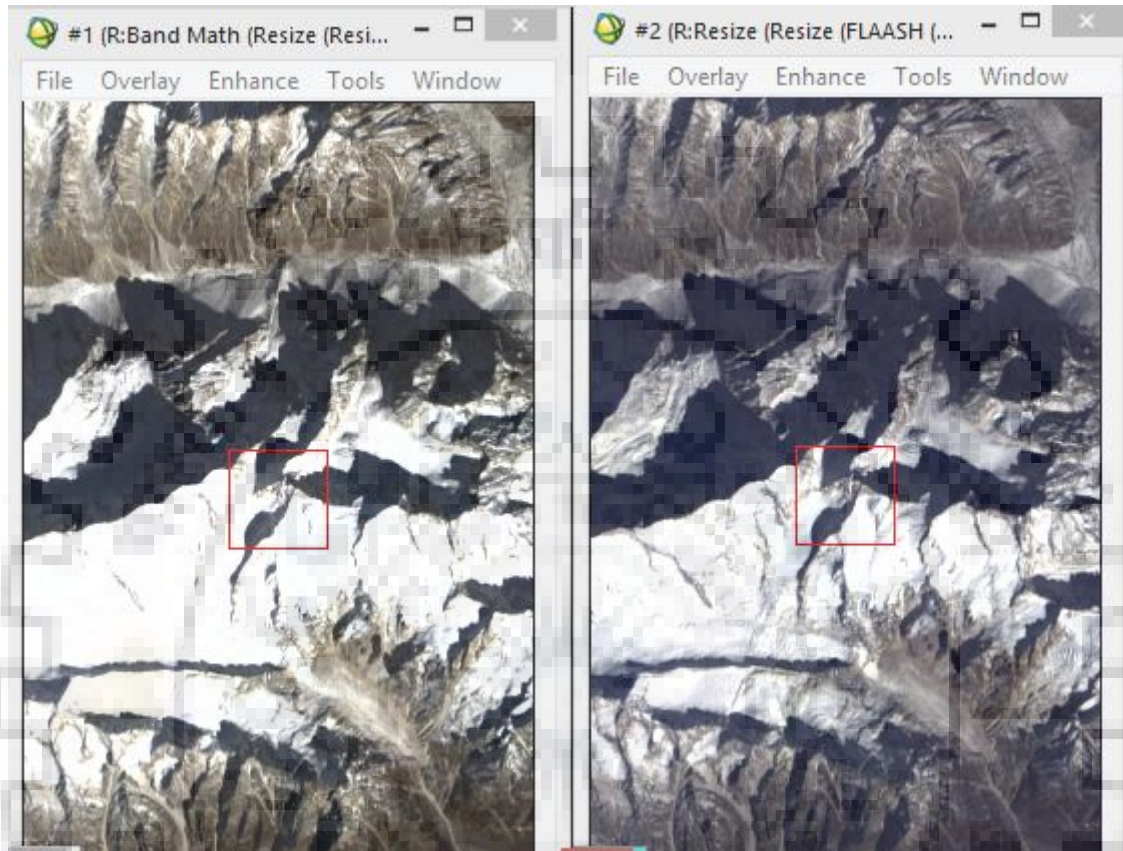 #1 (R:Band Math (Resize (Resi...
File Overlay Enhance Tools Window
#2 (R:Resize (Resize (FLAASH (...
File Overlay Enhance Tools Window